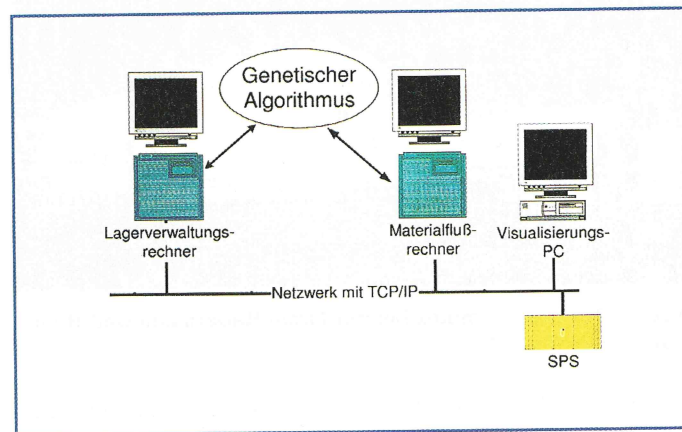 Genetischer
Algorithmus
Lagerverwaltungs-
rechner
Materialfluß-
rechner
Visualisierungs-
PC
Netzwerk mit TCP/IP
SPS